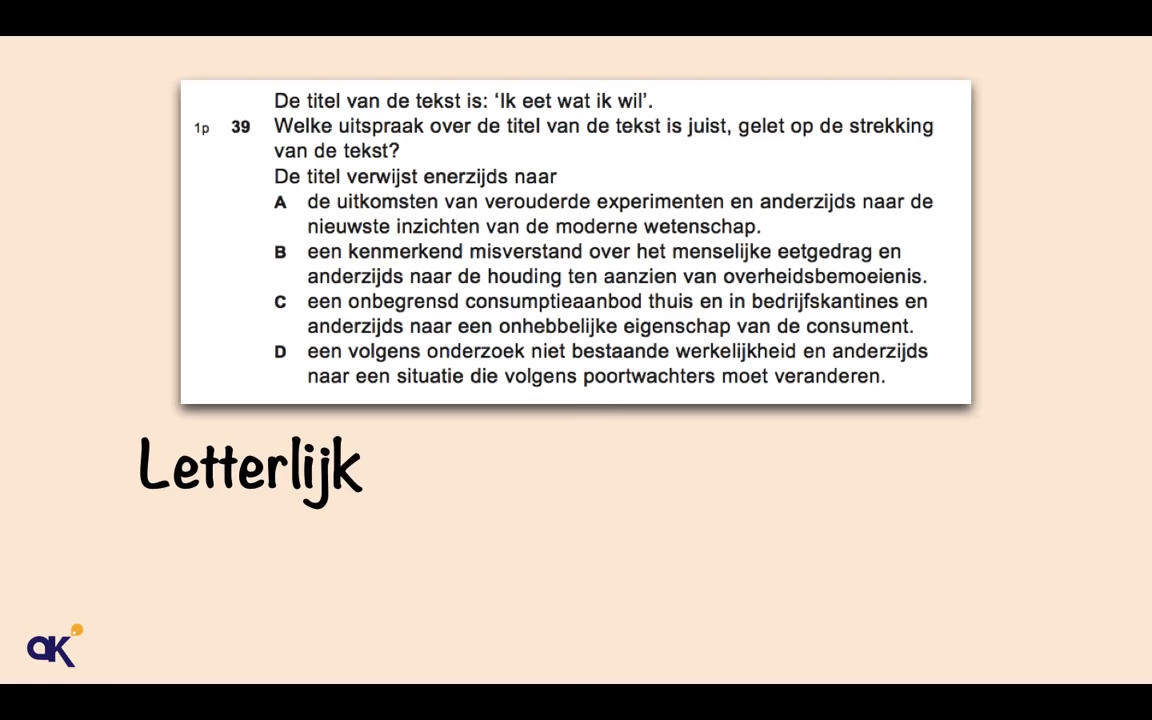 De titel van de tekst is: ‘Ik eet wat ik wil’.
1p 39 Welke uitspraak over de titel van de tekst is juist, gelet op de strekking
van de tekst?
De titel verwijst enerzijds naar
A de uitkomsten van verouderde experimenten en anderzijds naar de
nieuwste inzichten van de moderne wetenschap.
B een kenmerkend misverstand over het menselijke eetgedrag en
anderzijds naar de houding ten aanzien van overheidsbemoeienis.
C een onbegrensd consumptieaanbod thuis en in bedrijfskantines en
anderzijds naar een onhebbelijke eigenschap van de consument.
D een volgens onderzoek niet bestaande werkelijkheid en anderzijds
naar een situatie die volgens poortwachters moet veranderen.
Letterlijk
ak